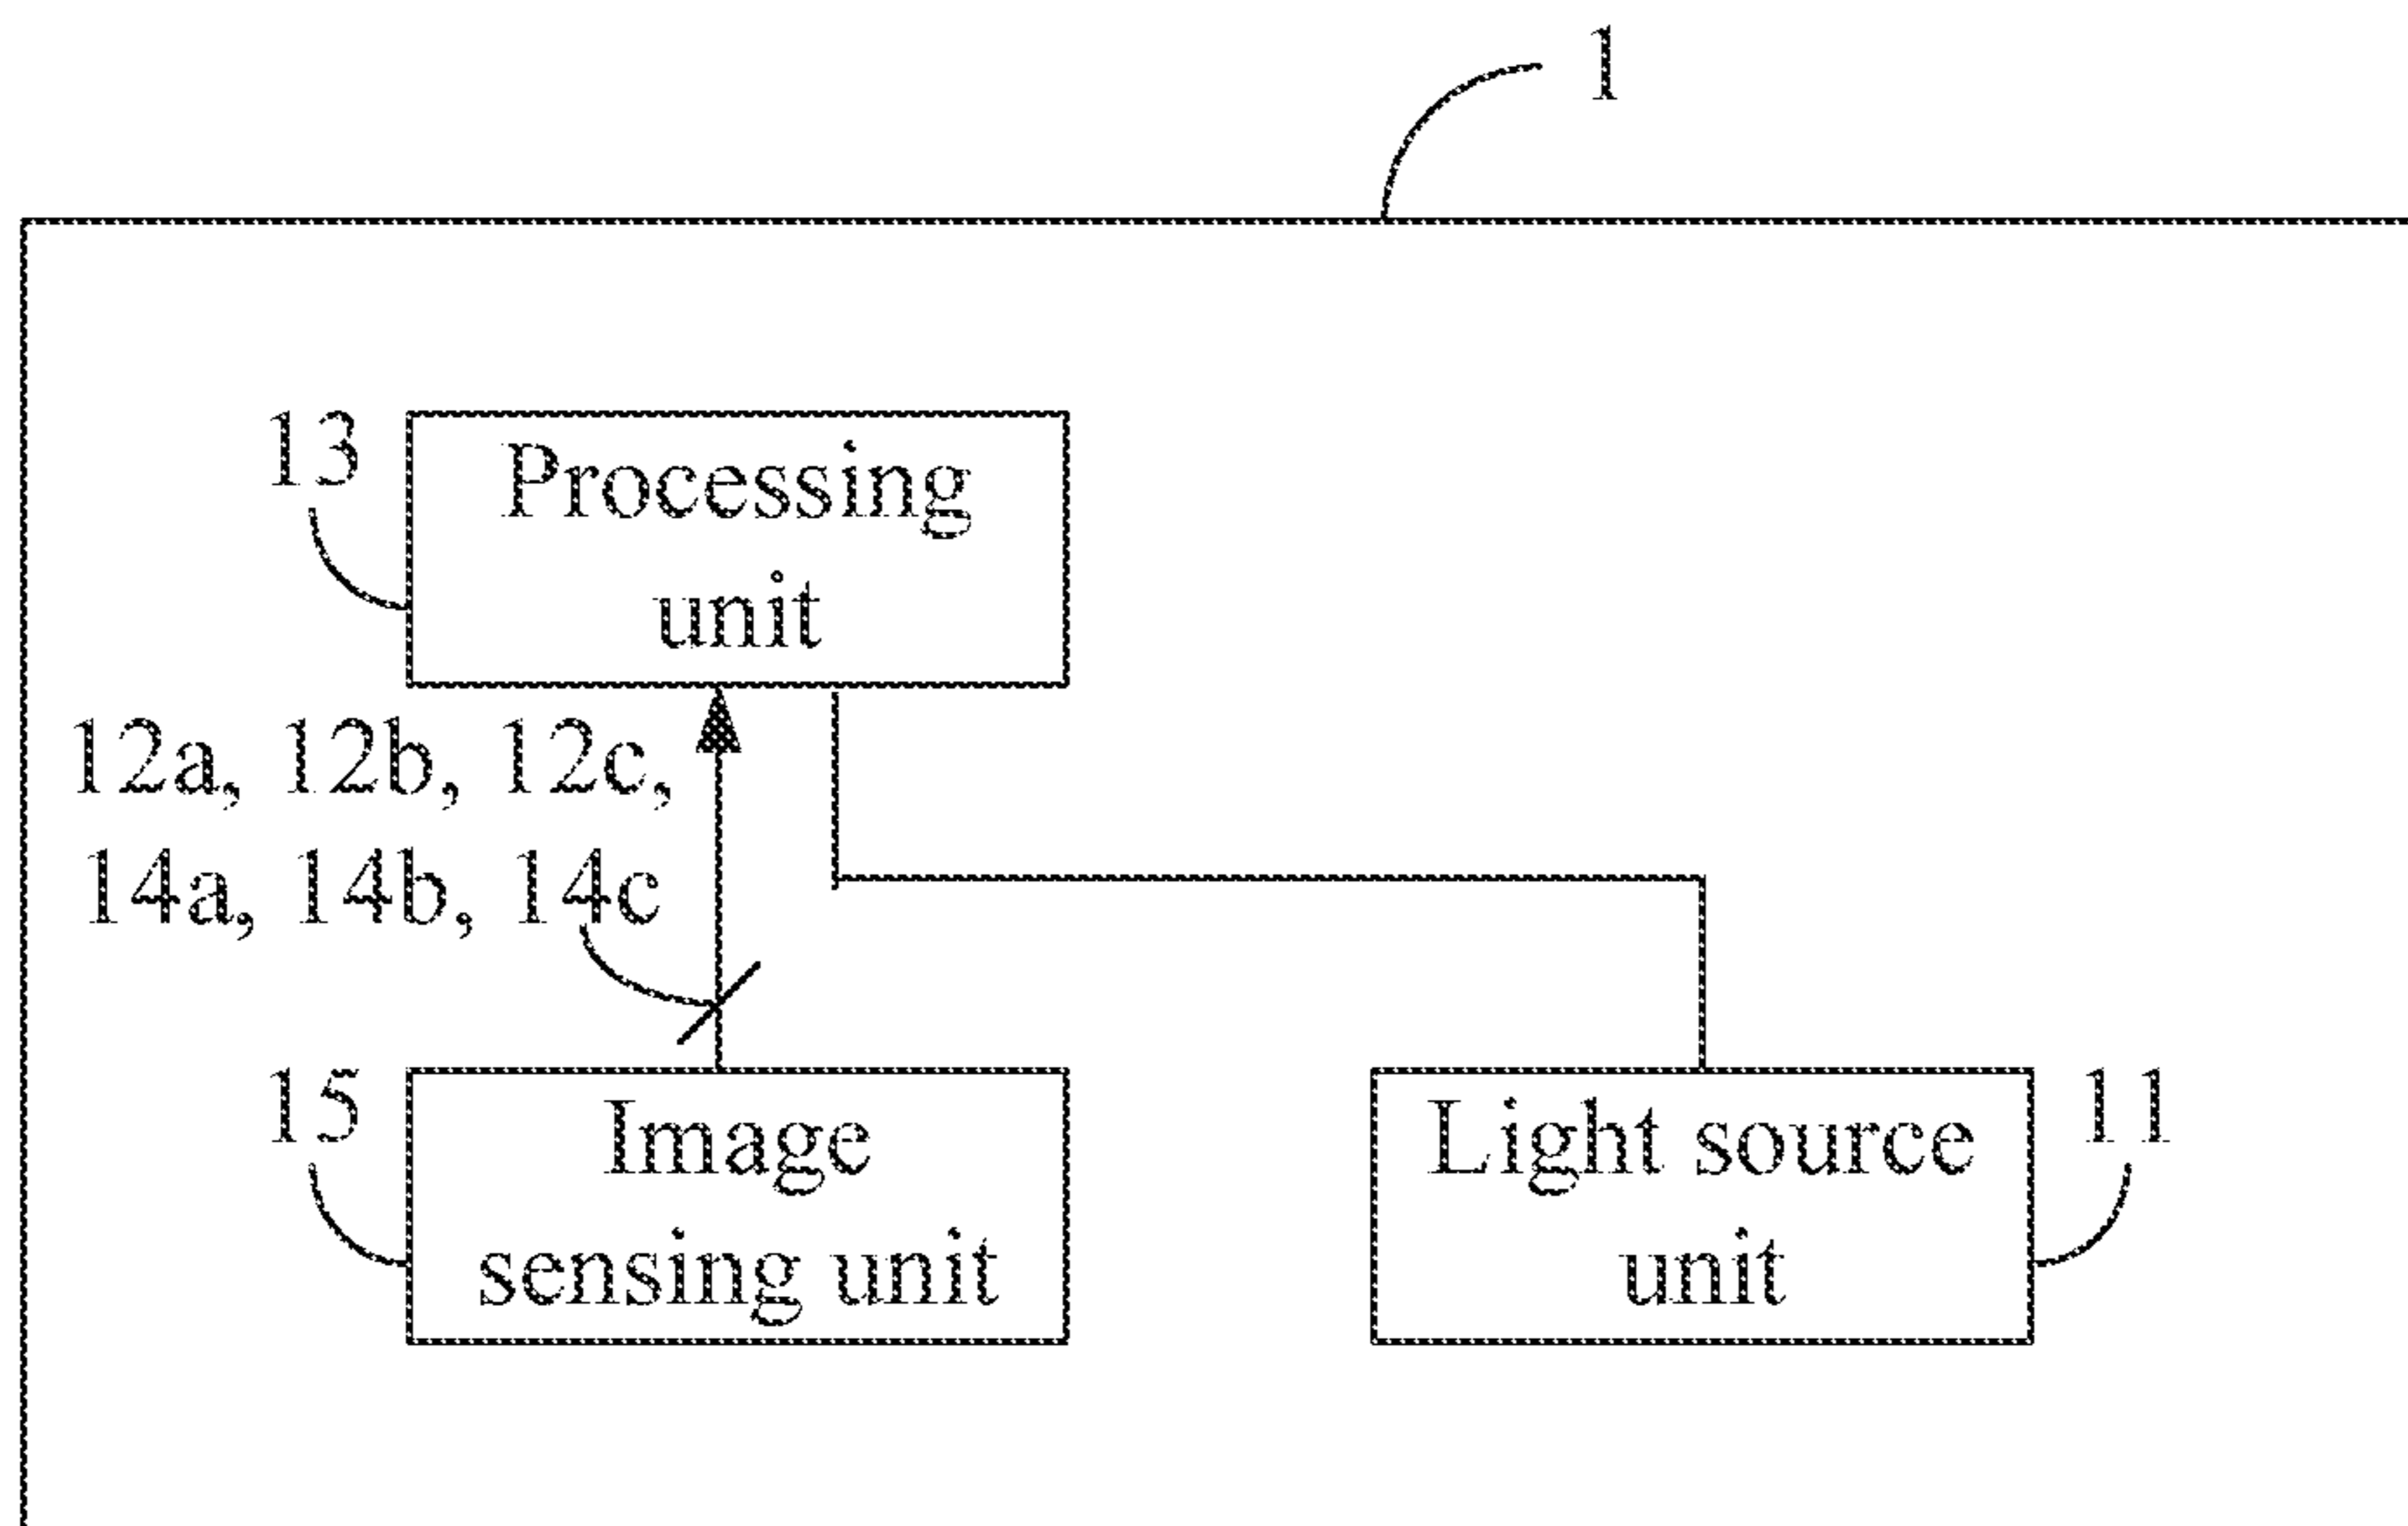 1
13
Processing
unit
12a, 12b, 12c,
14a, 14b, 14c
15
Image
sensing unit
Light source
unit
11